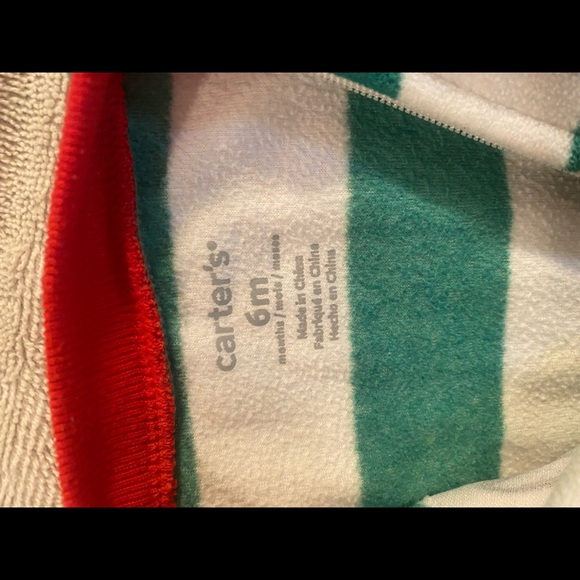 carter's®
6m
months / mois / meses
Made in China
Fabriqué en Chine
Hecho en China